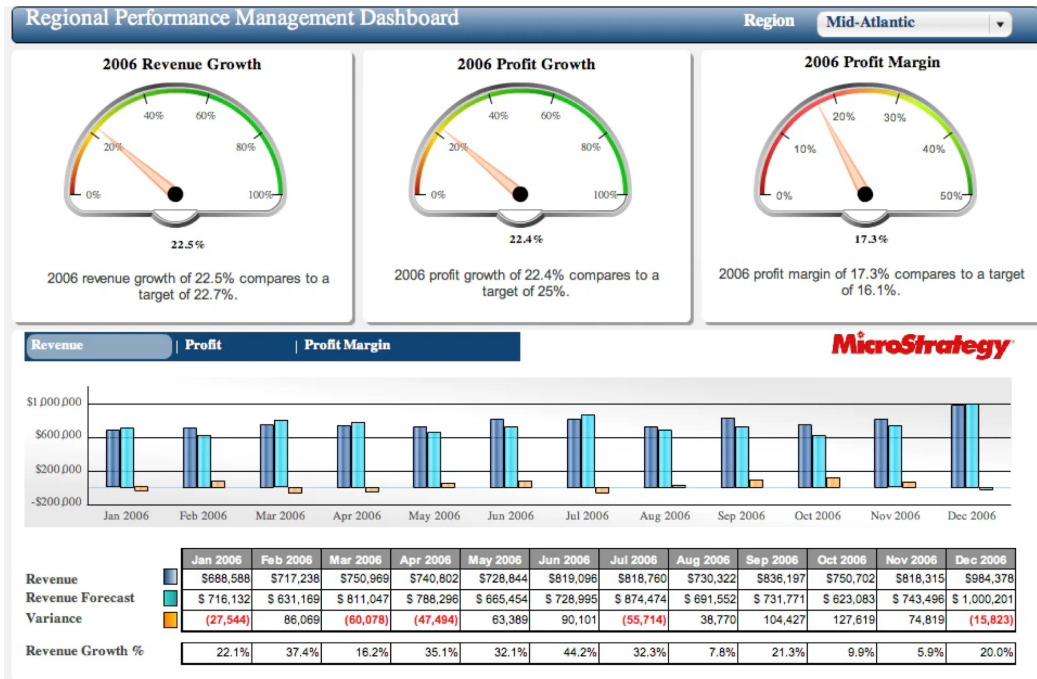 Regional Performance Management Dashboard
Region Mid-Atlantic
2006 Revenue Growth
0% 20% 40% 60% 80% 100%
22.5%
2006 revenue growth of 22.5% compares to a
target of 22.7%.
2006 Profit Growth
0% 20% 40% 60% 80% 100%
22.4%
2006 profit growth of 22.4% compares to a
target of 25%.
2006 Profit Margin
0% 10% 20% 30% 40% 50%
17.3%
2006 profit margin of 17.3% compares to a target
of 16.1%.
Revenue | Profit | Profit Margin
MicroStrategy
$1,000,000
$600,000
$200,000
-$200,000
Jan 2006 Feb 2006 Mar 2006 Apr 2006 May 2006 Jun 2006 Jul 2006 Aug 2006 Sep 2006 Oct 2006 Nov 2006 Dec 2006
Jan 2006 Feb 2006 Mar 2006 Apr 2006 May 2006 Jun 2006 Jul 2006 Aug 2006 Sep 2006 Oct 2006 Nov 2006 Dec 2006
Revenue $688,588 $717,238 $750,969 $740,802 $728,844 $819,096 $818,760 $730,322 $836,197 $750,702 $818,315 $984,378
Revenue Forecast $ 716,132 $ 631,169 $ 811,047 $ 788,296 $ 665,454 $ 728,995 $ 874,474 $ 691,552 $ 731,771 $ 623,083 $ 743,496 $ 1,000,201
Variance (27,544) 86,069 (60,078) (47,494) 63,389 90,101 (55,714) 38,770 104,427 127,619 74,819 (15,823)
Revenue Growth % 22.1% 37.4% 16.2% 35.1% 32.1% 44.2% 32.3% 7.8% 21.3% 9.9% 5.9% 20.0%